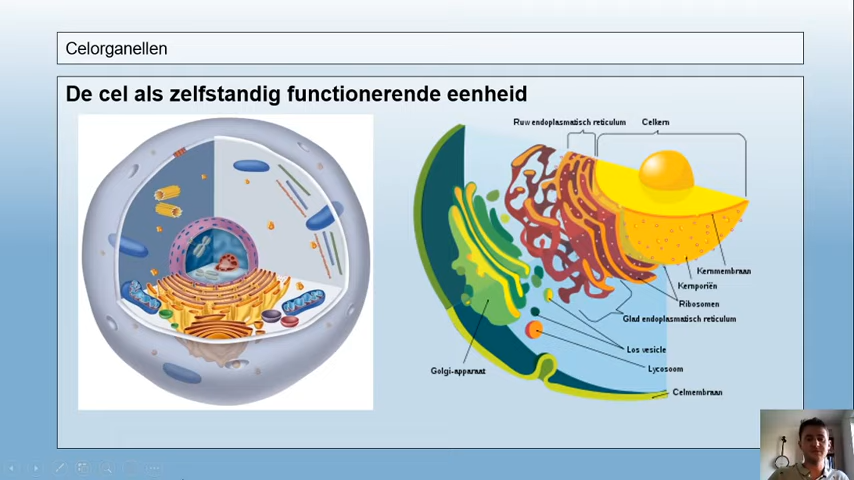 Celorganellen
De cel als zelfstandig functionerende eenheid
Ruw endoplasmatisch reticulum
Celkern
Kernmembraan
Kernporiën
Ribosomen
Glad endoplasmatisch reticulum
Los vesicle
Lycosoom
Golgi-apparaat
Celmembraan